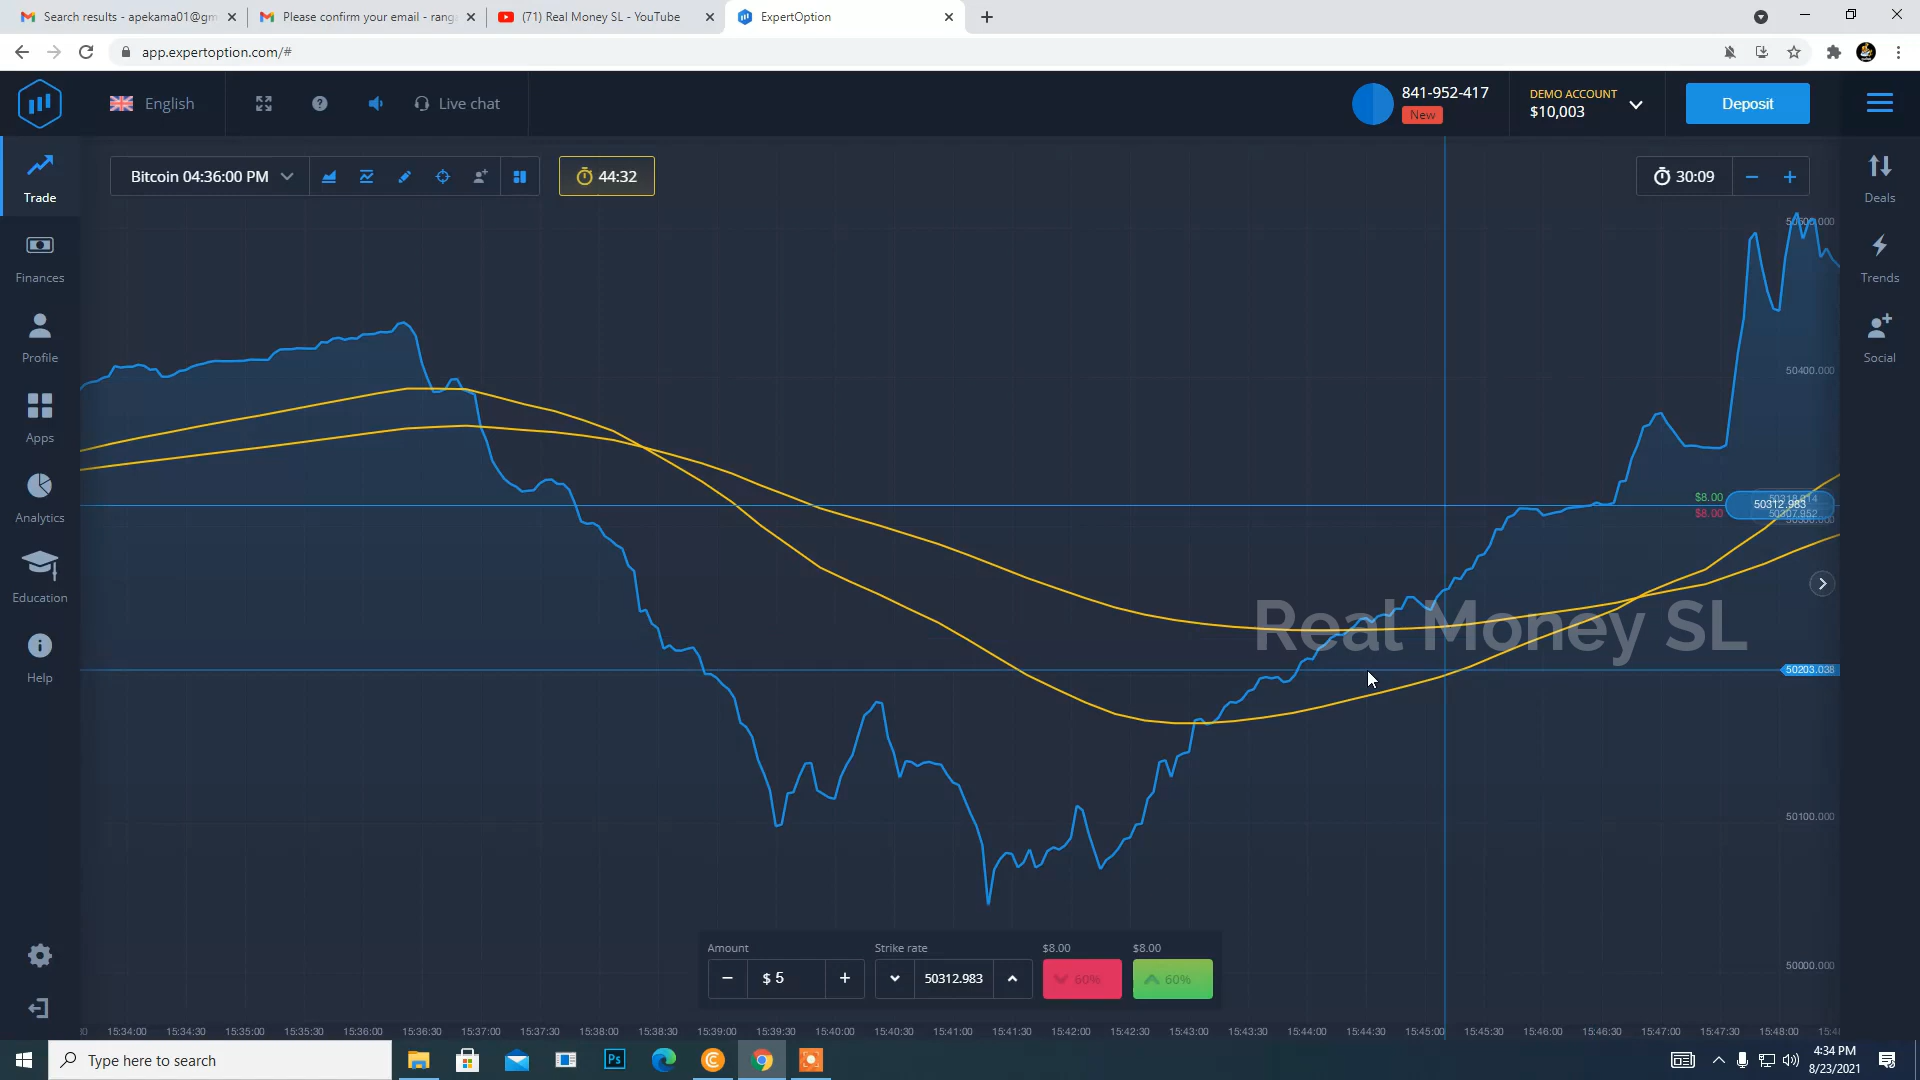 Search results - apekama01@gm
Please confirm your email - rang
(71) Real Money SL - YouTube
ExpertOption
app.expertoption.com/#
English
Live chat
841-952-417
New
DEMO ACCOUNT
$10,003
Deposit
Trade
Bitcoin 04:36:00 PM
44:32
30:09
Deals
Finances
Trends
Profile
Social
Apps
Analytics
Education
Help
50500.000
50400.000
$8.00
50318.014
50312.983
$8.00
50307.952
50300.000
Real Money SL
50203.038
50100.000
50000.000
Amount
Strike rate
$8.00
$8.00
$ 5
50312.983
60%
60%
15:34:00 15:34:30 15:35:00 15:35:30 15:36:00 15:36:30 15:37:00 15:37:30 15:38:00 15:38:30 15:39:00 15:39:30 15:40:00 15:40:30 15:41:00 15:41:30 15:42:00 15:42:30 15:43:00 15:43:30 15:44:00 15:44:30 15:45:00 15:45:30 15:46:00 15:46:30 15:47:00 15:47:30 15:48:00
Type here to search
Ps
4:34 PM
8/23/2021